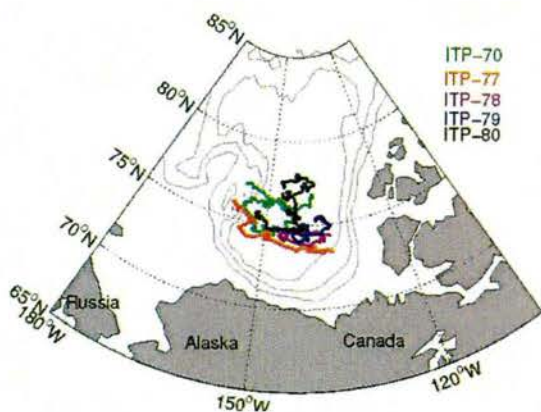 85°N
80°N
75°N
70°N
65°N
180°W
150°W
120°W
ITP-70
ITP-77
ITP-78
ITP-79
ITP-80
Russia
Alaska
Canada